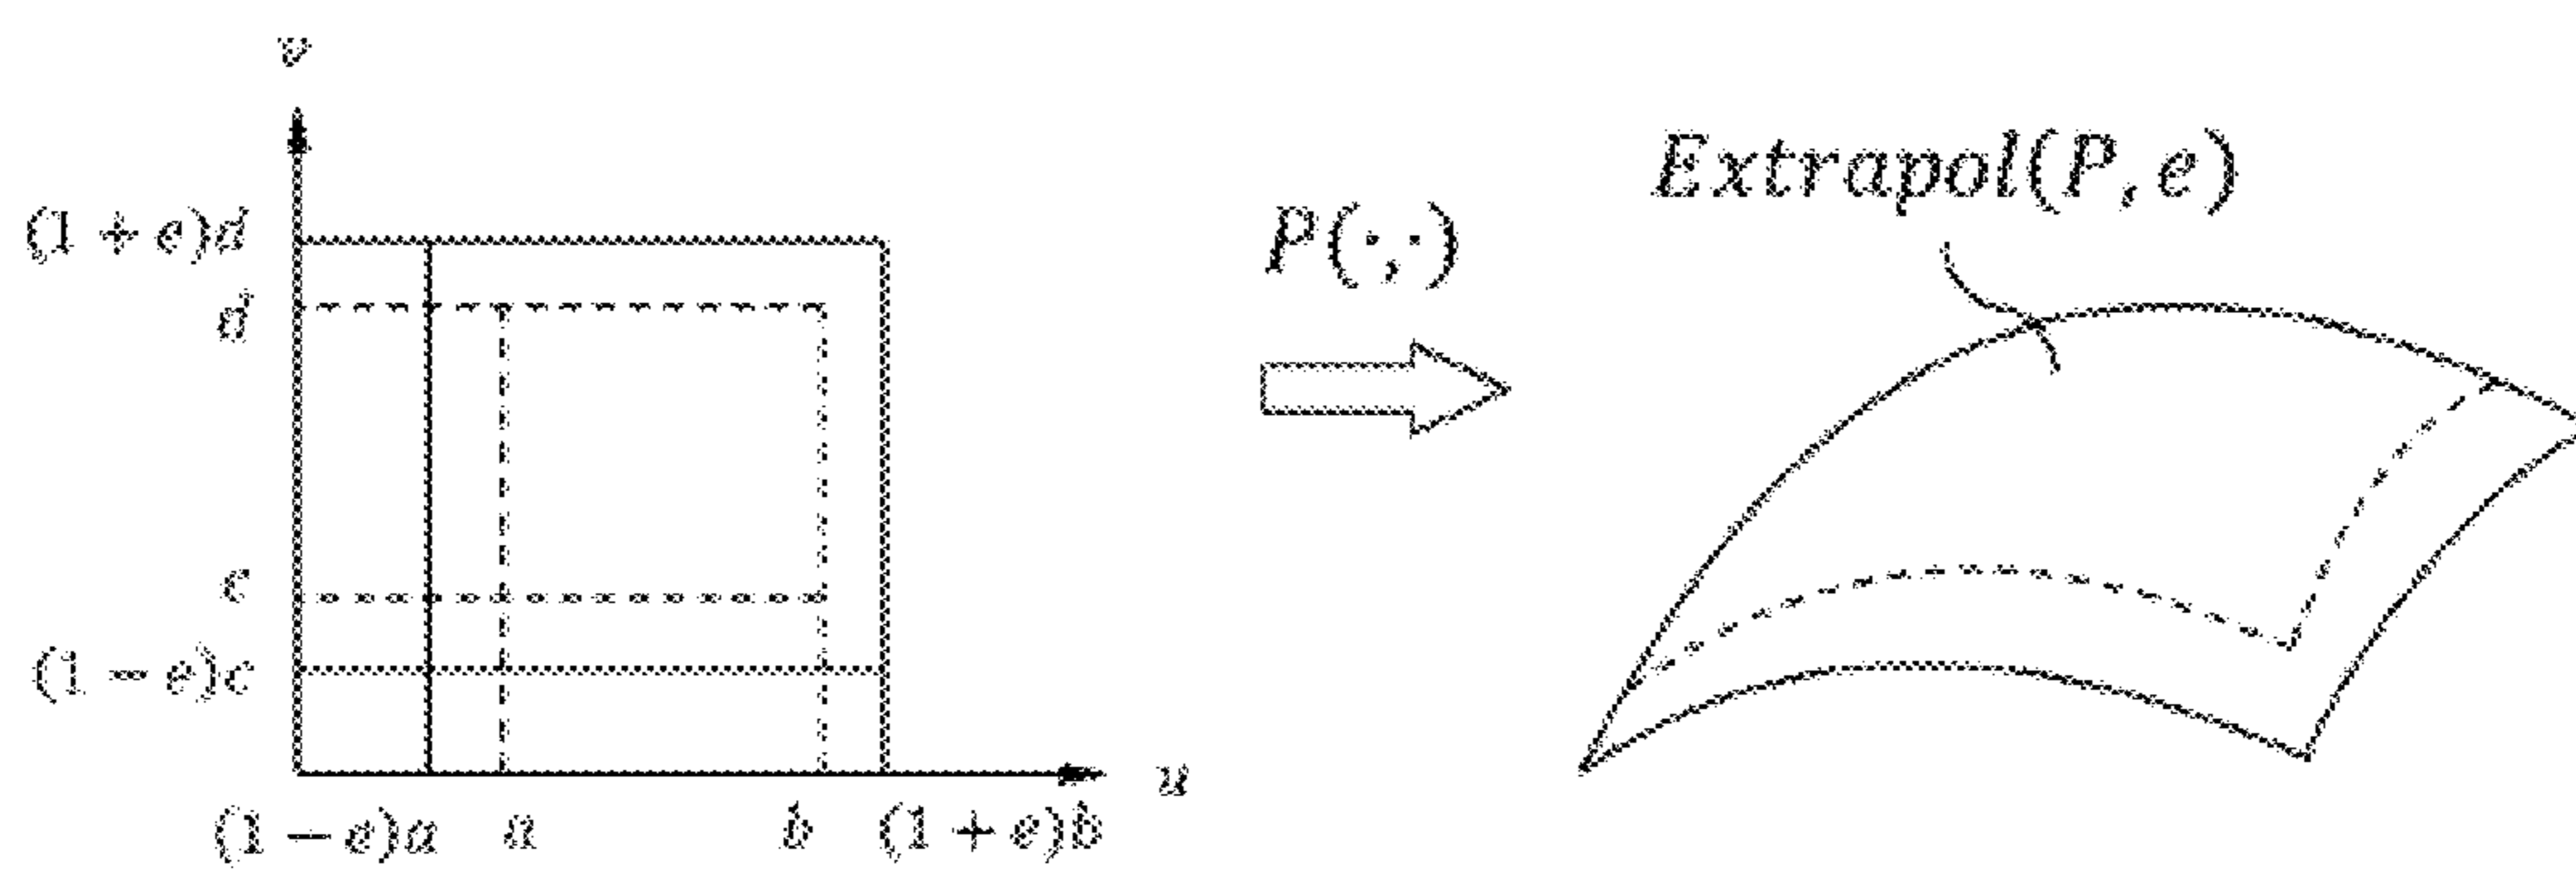 v
(1 + e)d
d
c
(1 − e)c
(1 − e)a a b (1 + e)b
u
P(·,·)
Extrapol(P, e)